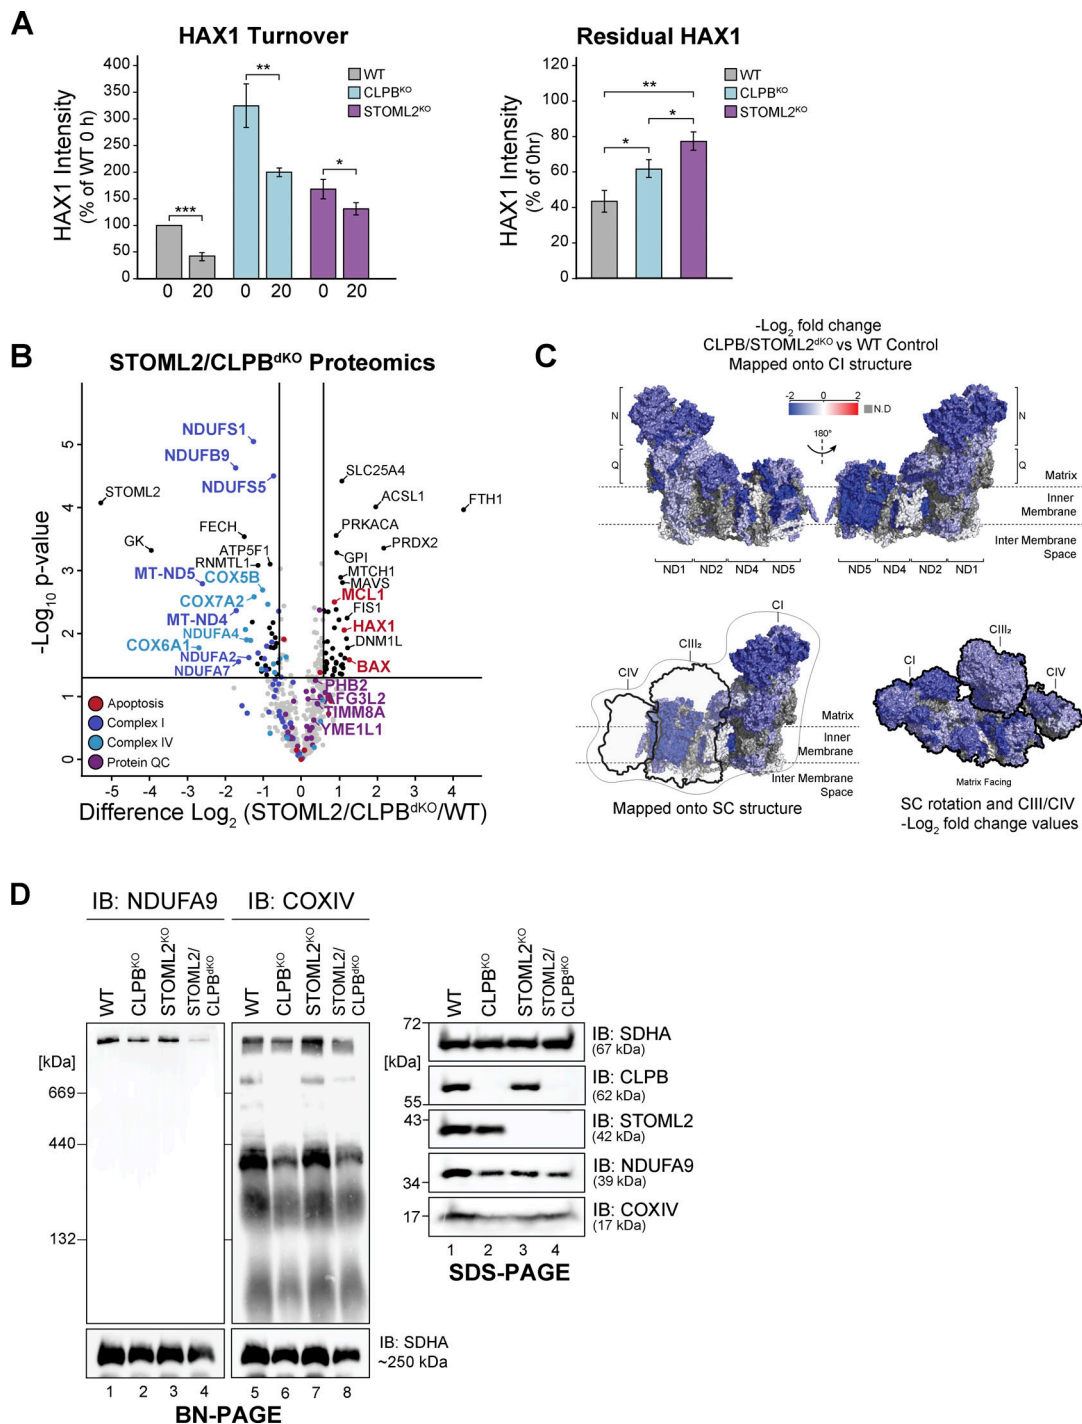 A
HAX1 Turnover
HAX1 Intensity
(% of WT 0 h)
400
350
300
250
200
150
100
50
0
***
**
*
WT
CLPBKO
STOML2KO
0 20 0 20 0 20
Residual HAX1
HAX1 Intensity
(% of 0hr)
120
100
80
60
40
20
0
**
*
*
WT
CLPBKO
STOML2KO
B
STOML2/CLPBdKO Proteomics
-Log10 p-value
5
4
3
2
1
0
NDUFS1
NDUFB9
NDUFS5
STOML2
FECH
GK
ATP5F1
RNMTL1
MT-ND5
COX5B
COX7A2
MT-ND4
NDUFA4
COX6A1
NDUFA2
NDUFA7
SLC25A4
ACSL1
FTH1
PRKACA
PRDX2
GPI
MTCH1
MAVS
MCL1
FIS1
HAX1
DNM1L
BAX
PHB2
AFG3L2
TIMM8A
YME1L1
Apoptosis
Complex I
Complex IV
Protein QC
-5 -4 -3 -2 -1 0 1 2 3 4
Difference Log2 (STOML2/CLPBdKO/WT)
C
-Log2 fold change
CLPB/STOML2dKO vs WT Control
Mapped onto CI structure
-2 0 2
N.D
180°
N
Q
N
Q
Matrix
Inner
Membrane
Inter Membrane
Space
ND1 ND2 ND4 ND5
ND5 ND4 ND2 ND1
CI
CIII2
CIV
Matrix
Inner
Membrane
Inter Membrane
Space
Mapped onto SC structure
CIII2
CI
CIV
Matrix Facing
SC rotation and CIII/CIV
-Log2 fold change values
D
IB: NDUFA9
IB: COXIV
WT
CLPBKO
STOML2KO
STOML2/
CLPBdKO
WT
CLPBKO
STOML2KO
STOML2/
CLPBdKO
[kDa]
669
440
132
IB: SDHA
~250 kDa
1 2 3 4 5 6 7 8
BN-PAGE
WT
CLPBKO
STOML2KO
STOML2/
CLPBdKO
72
[kDa]
55
43
34
17
IB: SDHA
(67 kDa)
IB: CLPB
(62 kDa)
IB: STOML2
(42 kDa)
IB: NDUFA9
(39 kDa)
IB: COXIV
(17 kDa)
1 2 3 4
SDS-PAGE